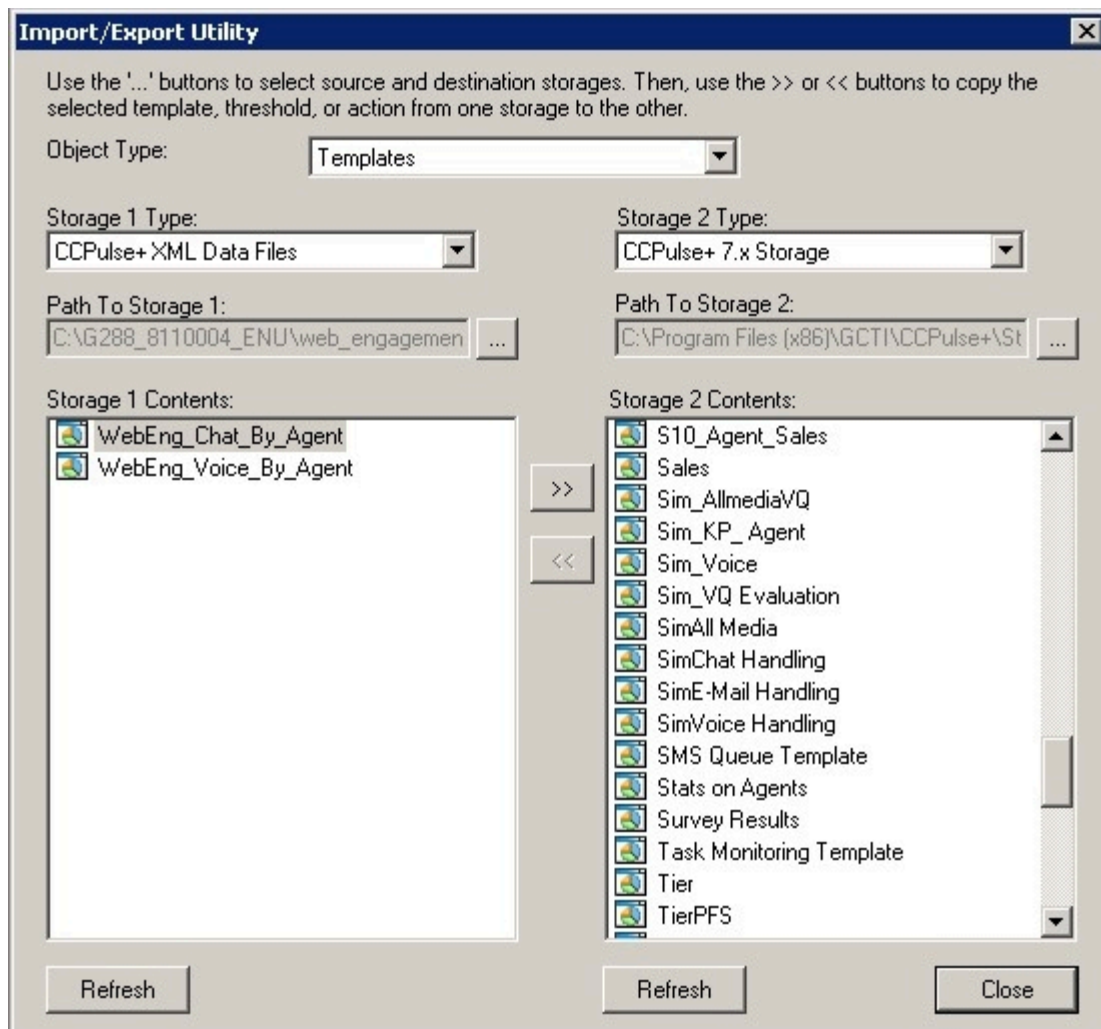 Import/Export Utility
Use the '...' buttons to select source and destination storages. Then, use the >> or << buttons to copy the
selected template, threshold, or action from one storage to the other.
Object Type:
Templates
Storage 1 Type:
CCPulse+ XML Data Files
Storage 2 Type:
CCPulse+ 7.x Storage
Path To Storage 1:
C:\G288_8110004_ENU\web_engagemen
...
Path To Storage 2:
C:\Program Files (x86)\GCTI\CCPulse+\St
...
Storage 1 Contents:
WebEng_Chat_By_Agent
WebEng_Voice_By_Agent
>>
<<
Storage 2 Contents:
S10_Agent_Sales
Sales
Sim_AllmediaVQ
Sim_KP_ Agent
Sim_Voice
Sim_VQ Evaluation
SimAll Media
SimChat Handling
SimE-Mail Handling
SimVoice Handling
SMS Queue Template
Stats on Agents
Survey Results
Task Monitoring Template
Tier
TierPFS
Refresh
Refresh
Close